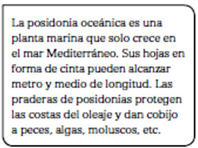 La posidonia oceánica es una
planta marina que solo crece en
el mar Mediterráneo. Sus hojas en
forma de cinta pueden alcanzar
metro y medio de longitud. Las
praderas de posidonias protegen
las costas del oleaje y dan cobijo
a peces, algas, moluscos, etc.